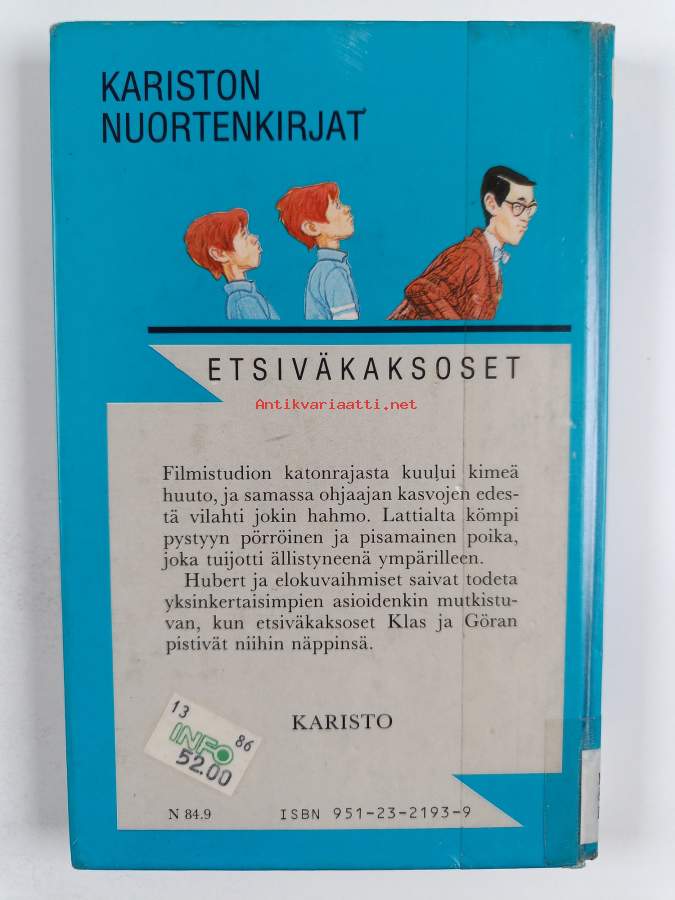 KARISTON
NUORTENKIRJAT
ETSIVÄKAKSOSET
Antikvariaatti.net
Filmistudion katonrajasta kuului kimeä
huuto, ja samassa ohjaajan kasvojen edes-
tä vilahti jokin hahmo. Lattialta kömpi
pystyyn pörröinen ja pisamainen poika,
joka tuijotti ällistyneenä ympärilleen.
Hubert ja elokuvaihmiset saivat todeta
yksinkertaisimpien asioidenkin mutkistu-
van, kun etsiväkaksoset Klas ja Göran
pistivät niihin näppinsä.
KARISTO
13 86
INFO
52.00
N 84.9 ISBN 951-23-2193-9